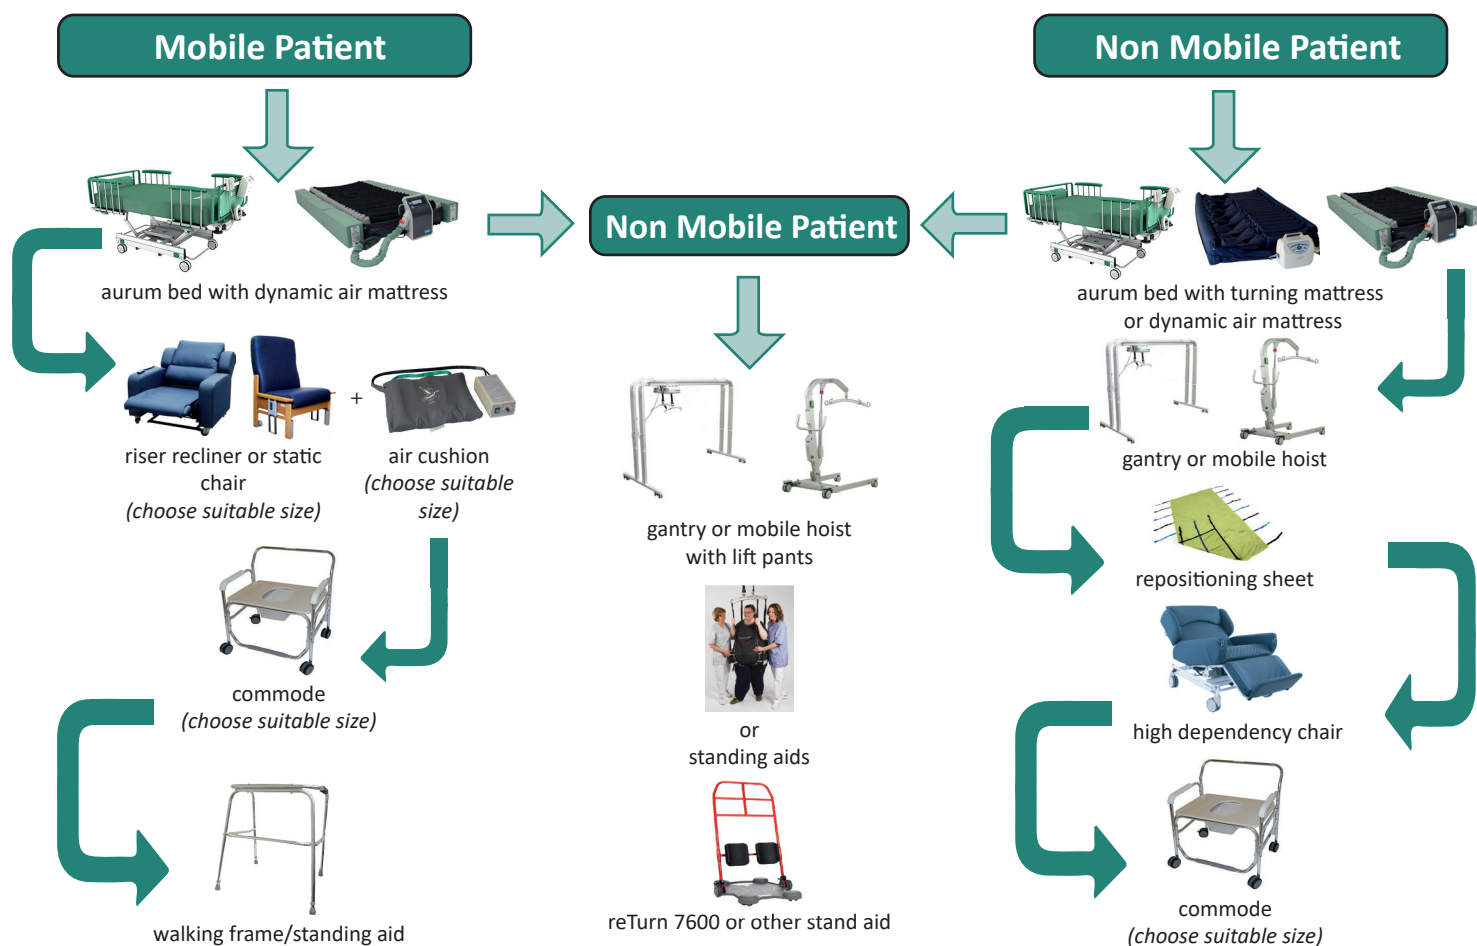 Mobile Patient
aurum bed with dynamic air mattress
riser recliner or static
chair
(choose suitable size)
+
air cushion
(choose suitable
size)
commode
(choose suitable size)
walking frame/standing aid
Non Mobile Patient
gantry or mobile hoist
with lift pants
or
standing aids
reTurn 7600 or other stand aid
Non Mobile Patient
aurum bed with turning mattress
or dynamic air mattress
gantry or mobile hoist
repositioning sheet
high dependency chair
commode
(choose suitable size)